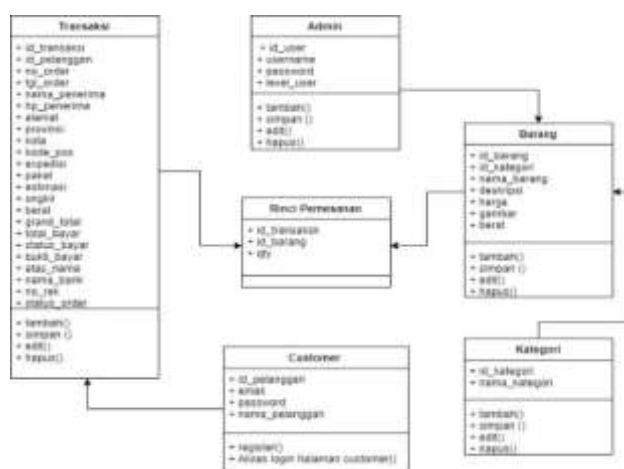 Transaksi
+ id_transaksi
+ id_pelanggan
+ no_order
+ tgl_order
+ nama_penerima
+ hp_penerima
+ alamat
+ provinsi
+ kota
+ kode_pos
+ expedisi
+ paket
+ estimasi
+ ongkir
+ berat
+ grand_total
+ total_bayar
+ status_bayar
+ bukti_bayar
+ atas_nama
+ nama_bank
+ no_rek
+ status_order
+ tambah()
+ simpan ()
+ edit()
+ hapus()
Admin
+ id_user
+ username
+ password
+ level_user
+ tambah()
+ simpan ()
+ edit()
+ hapus()
Barang
+ id_barang
+ id_kategori
+ nama_barang
+ deskripsi
+ harga
+ gambar
+ berat
+ tambah()
+ simpan ()
+ edit()
+ hapus()
Rinci Pemesanan
+ id_transaksi
+ id_barang
+ qty
Customer
+ id_pelanggan
+ email
+ password
+ nama_pelanggan
+ register()
+ Akses login halaman customer()
Kategori
+ id_kategori
+ nama_kategori
+ tambah()
+ simpan ()
+ edit()
+ hapus()